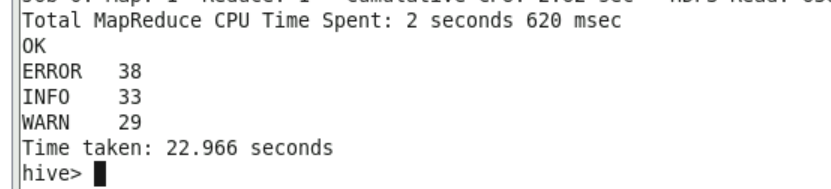 Total MapReduce CPU Time Spent: 2 seconds 620 msec
OK
ERROR   38
INFO    33
WARN    29
Time taken: 22.966 seconds
hive>